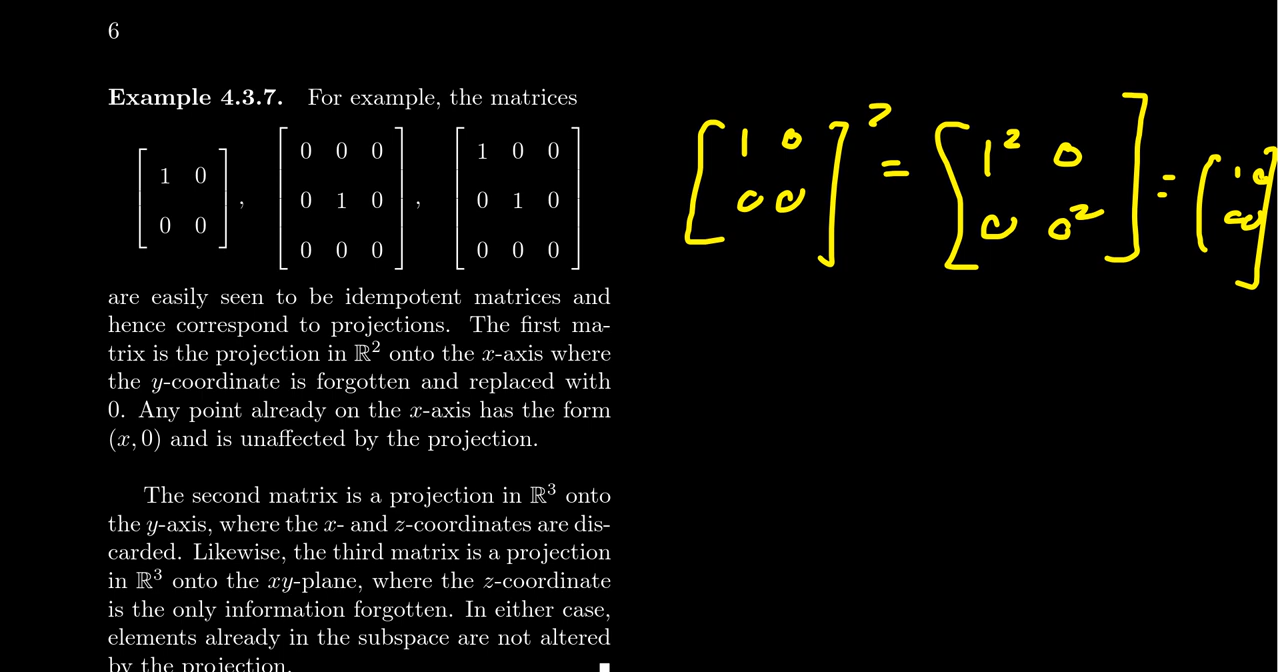 6
Example 4.3.7. For example, the matrices
[1 0; 0 0], [0 0 0; 0 1 0; 0 0 0], [1 0 0; 0 1 0; 0 0 0]
are easily seen to be idempotent matrices and
hence correspond to projections. The first ma-
trix is the projection in ℝ² onto the x-axis where
the y-coordinate is forgotten and replaced with
0. Any point already on the x-axis has the form
(x, 0) and is unaffected by the projection.
The second matrix is a projection in ℝ³ onto
the y-axis, where the x- and z-coordinates are dis-
carded. Likewise, the third matrix is a projection
in ℝ³ onto the xy-plane, where the z-coordinate
is the only information forgotten. In either case,
elements already in the subspace are not altered
by the projection.
[1 0; 0 0]² = [1² 0; 0 0²] = [1 0; 0 0]